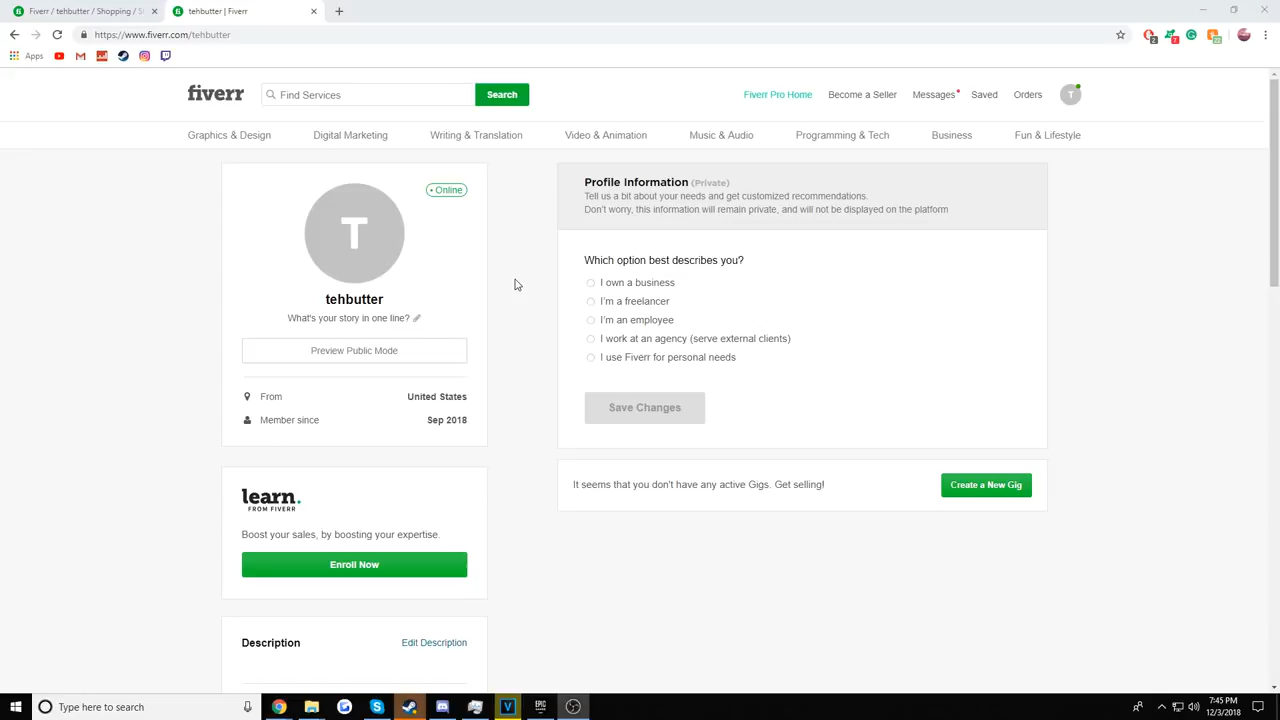 Fiverr / tehbutter / Shopping / S
tehbutter | Fiverr
https://www.fiverr.com/tehbutter
2
7
Apps
fiverr
Find Services
Search
Fiverr Pro Home
Become a Seller
Messages
Saved
Orders
T
Graphics & Design
Digital Marketing
Writing & Translation
Video & Animation
Music & Audio
Programming & Tech
Business
Fun & Lifestyle
Online
T
tehbutter
What's your story in one line?
Preview Public Mode
From
United States
Member since
Sep 2018
Profile Information (Private)
Tell us a bit about your needs and get customized recommendations.
Don't worry, this information will remain private, and will not be displayed on the platform
Which option best describes you?
I own a business
I'm a freelancer
I'm an employee
I work at an agency (serve external clients)
I use Fiverr for personal needs
Save Changes
It seems that you don't have any active Gigs. Get selling!
Create a New Gig
learn.
FROM FIVERR
Boost your sales, by boosting your expertise.
Enroll Now
Description
Edit Description
Type here to search
7:45 PM
12/3/2018